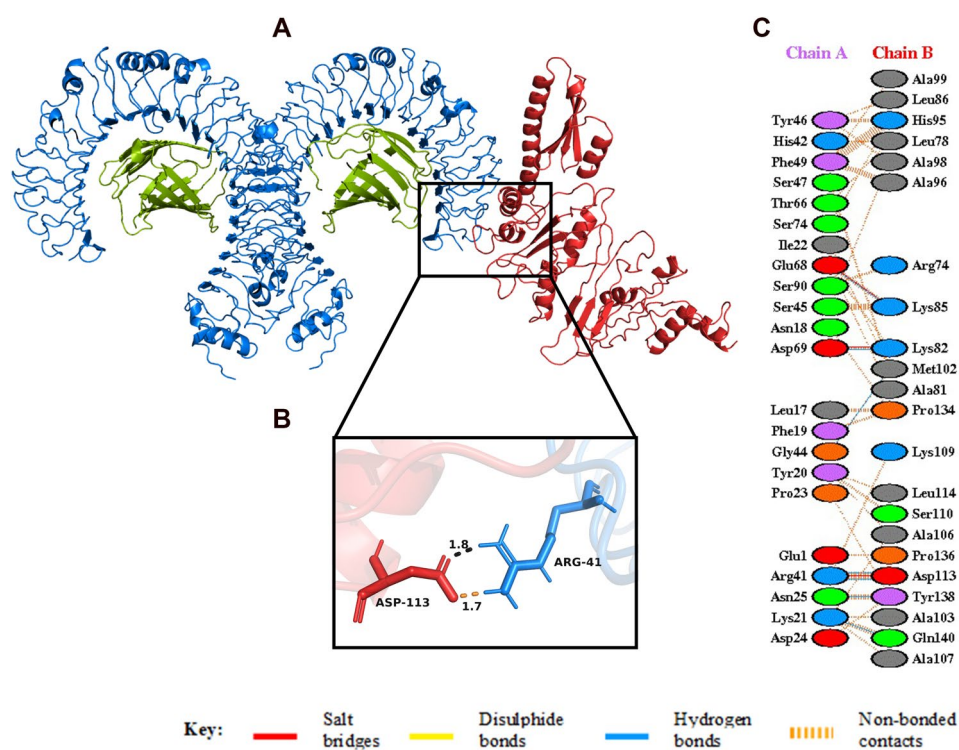 A
B
1.8
1.7
ASP-113
ARG-41
C
Chain A Chain B
Ala99
Leu86
Tyr46 His95
His42 Leu78
Phe49 Ala98
Ser47 Ala96
Thr66
Ser74
Ile22
Glu68 Arg74
Ser90
Ser45 Lys85
Asn18
Asp69 Lys82
Met102
Ala81
Leu17 Pro134
Phe19
Gly44 Lys109
Tyr20
Pro23 Leu114
Ser110
Ala106
Glu1 Pro136
Arg41 Asp113
Asn25 Tyr138
Lys21 Ala103
Asp24 Gln140
Ala107
Key:
Salt
bridges
Disulphide
bonds
Hydrogen
bonds
Non-bonded
contacts